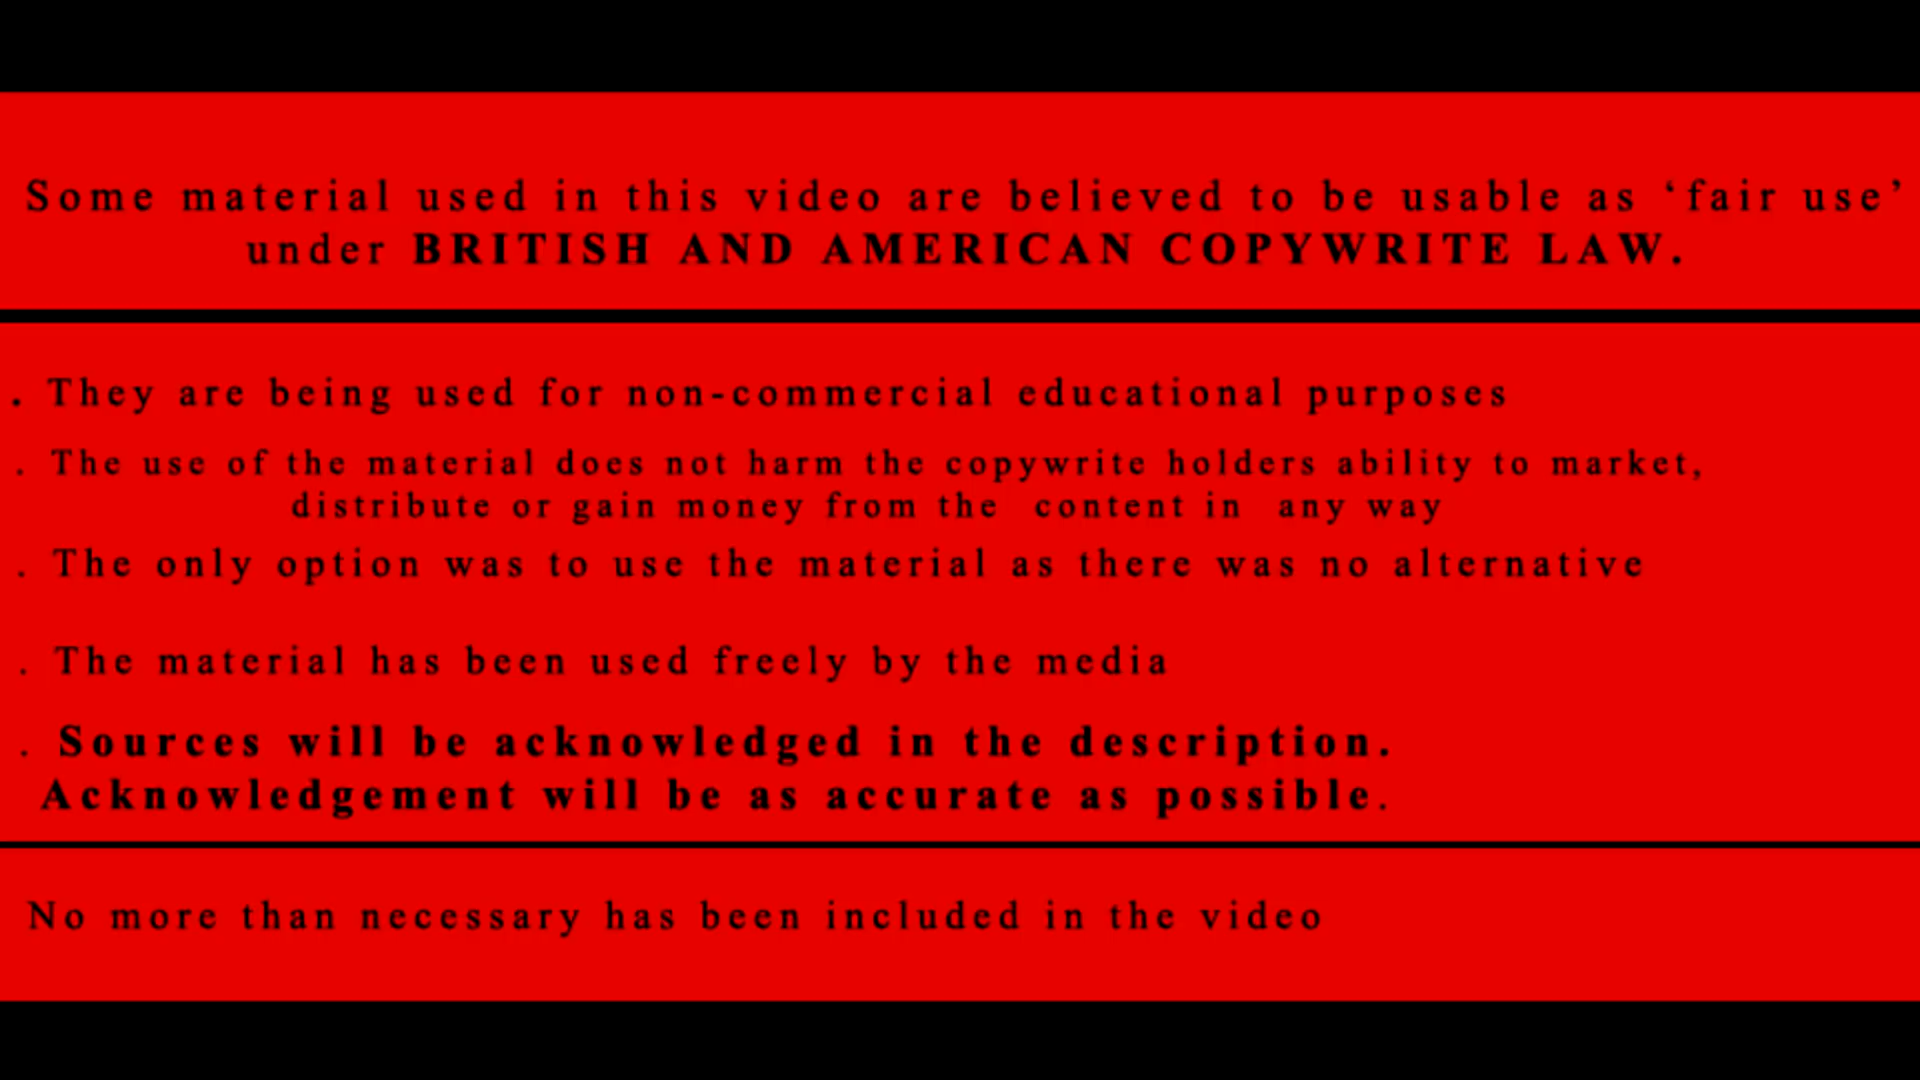 Some material used in this video are believed to be usable as ‘fair use’
under BRITISH AND AMERICAN COPYWRITE LAW.
. They are being used for non-commercial educational purposes
. The use of the material does not harm the copywrite holders ability to market,
distribute or gain money from the content in any way
. The only option was to use the material as there was no alternative
. The material has been used freely by the media
. Sources will be acknowledged in the description.
Acknowledgement will be as accurate as possible.
No more than necessary has been included in the video